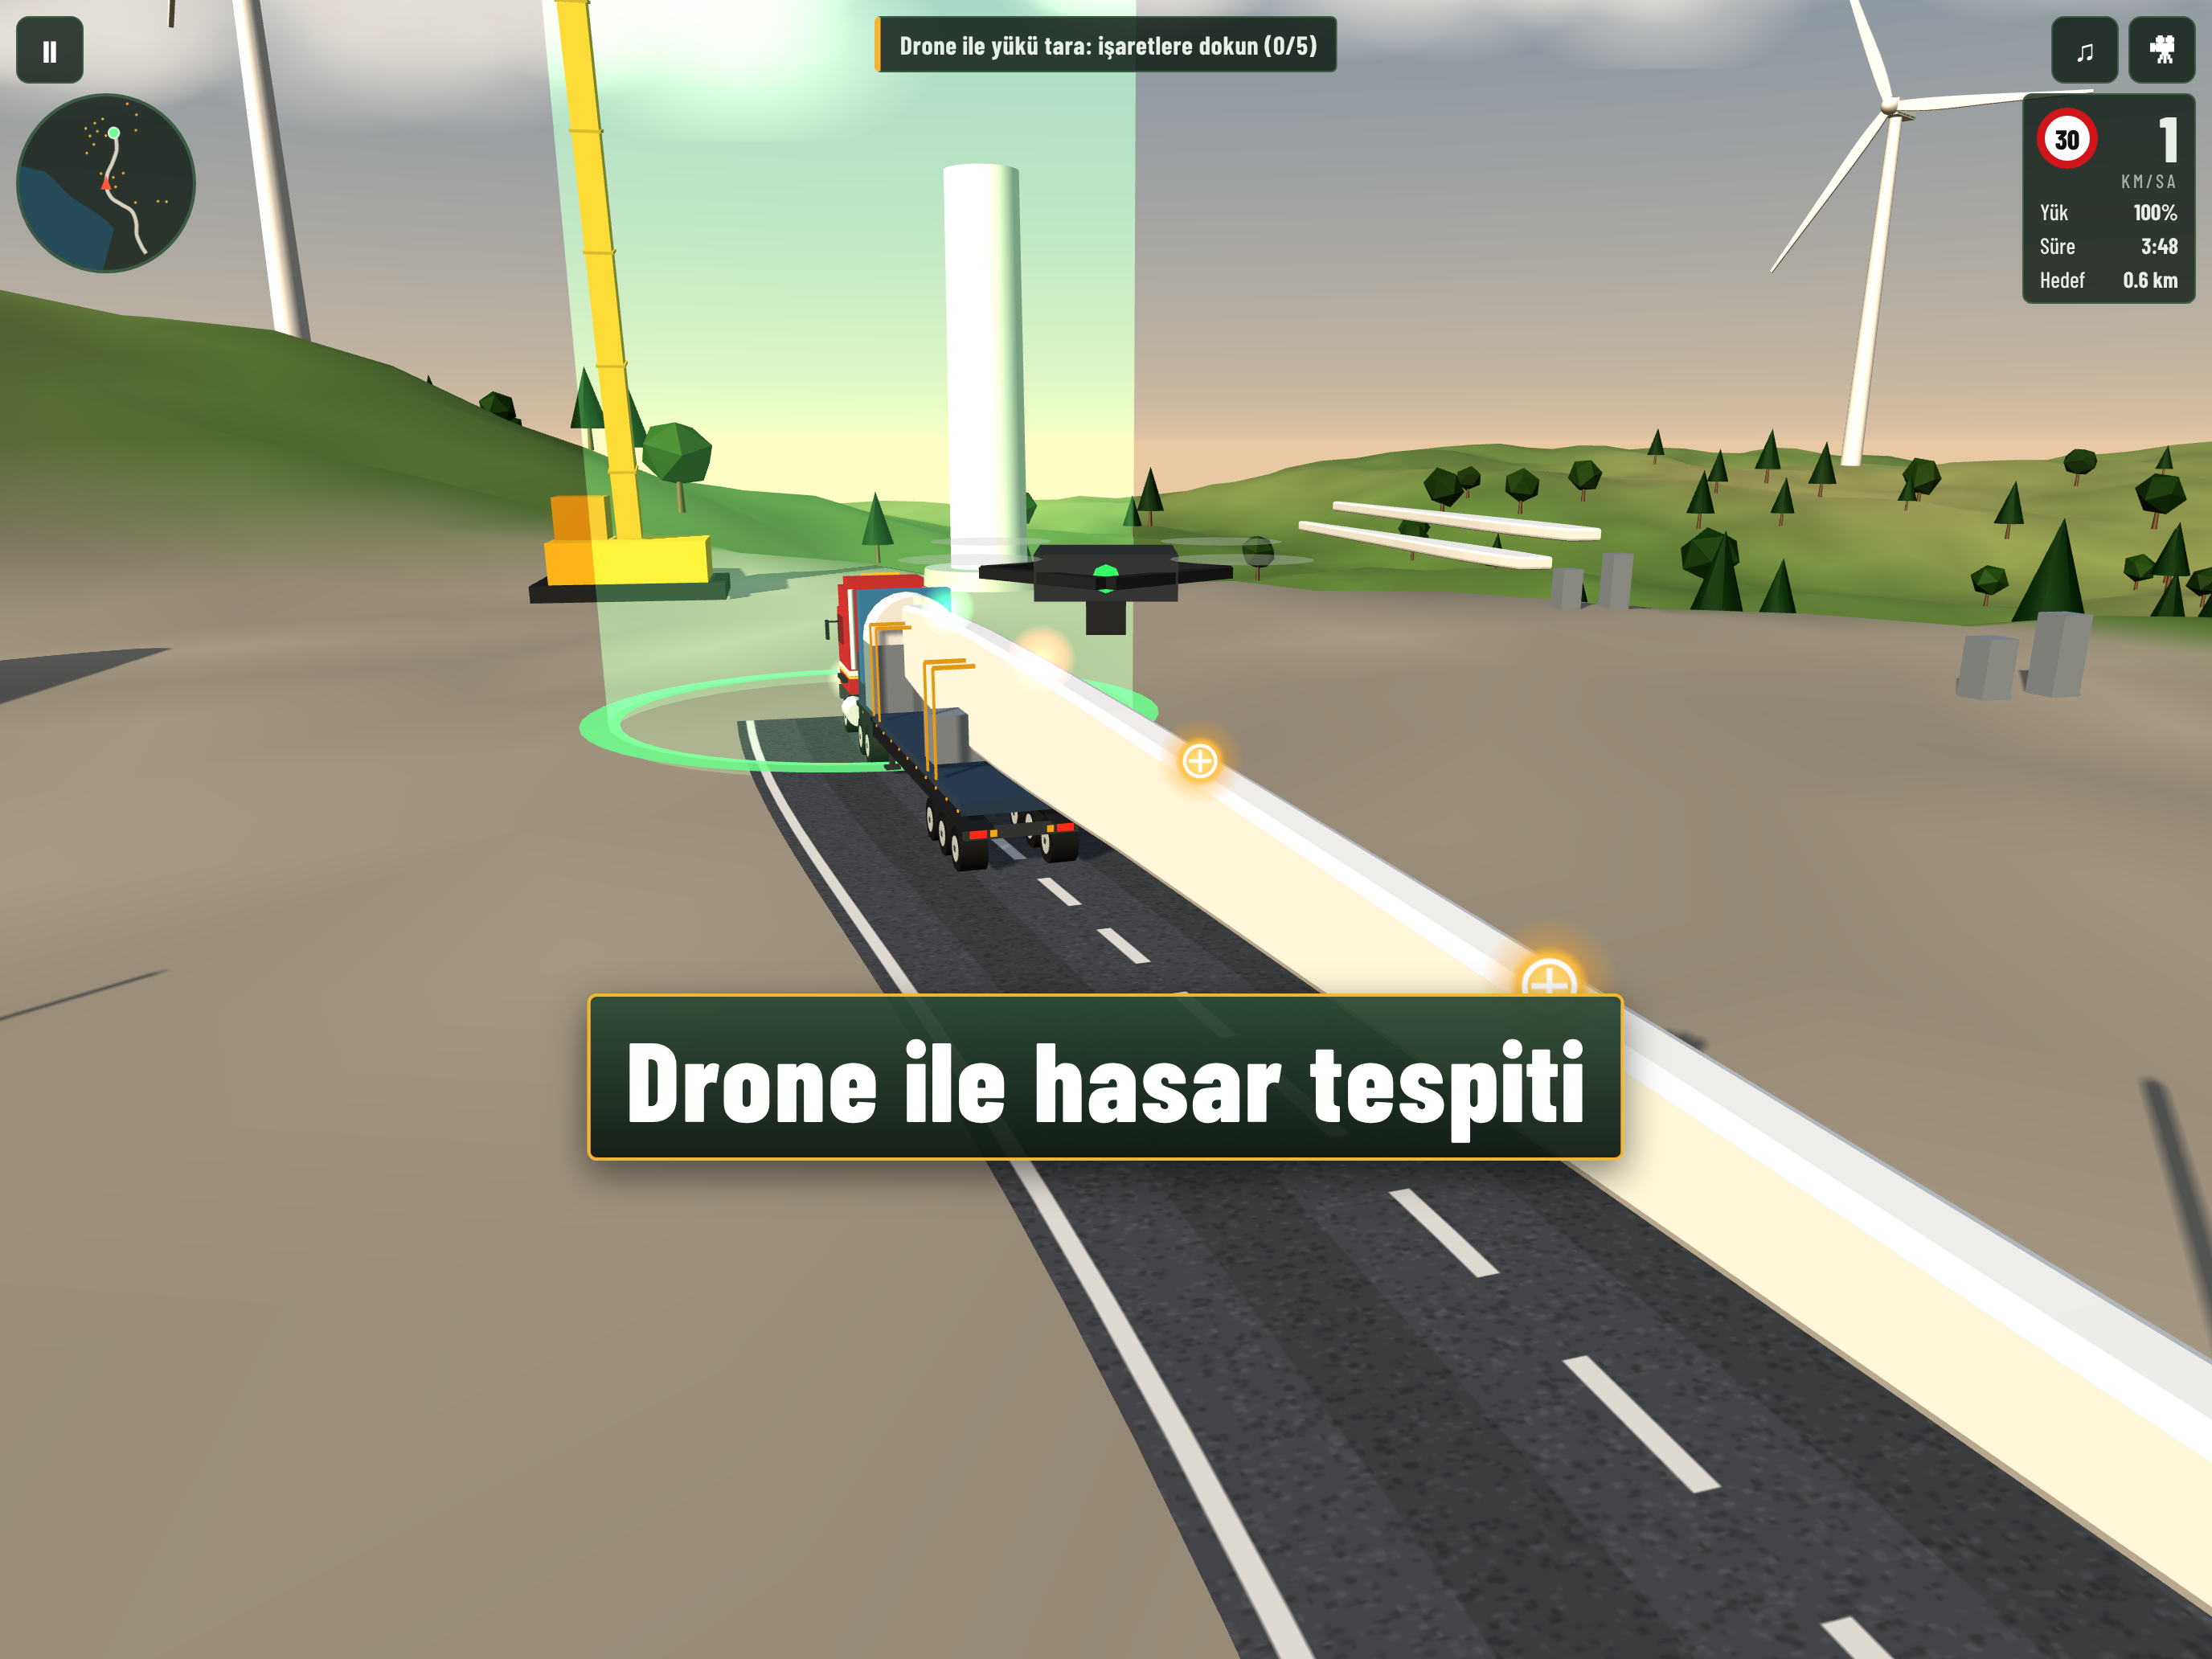 Drone ile yükü tara: işaretlere dokun (0/5)
30
1
KM/SA
Yük 100%
Süre 3:48
Hedef 0.6 km
Drone ile hasar tespiti